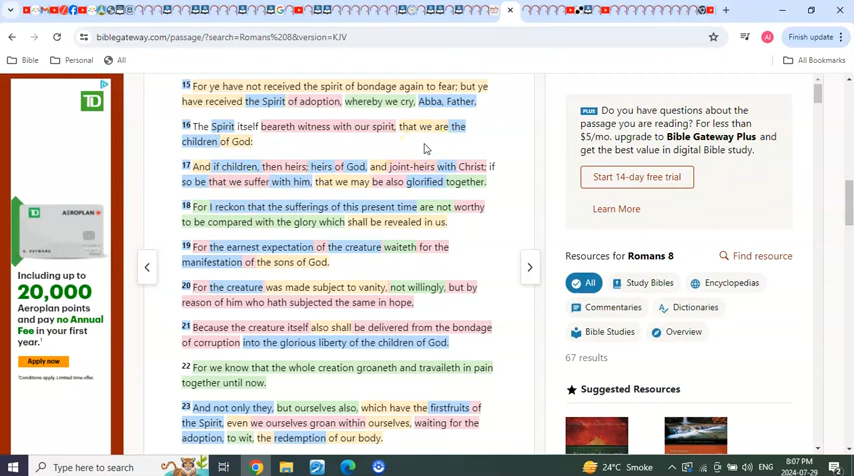 biblegateway.com/passage/?search=Romans%208&version=KJV
AI
Finish update
Bible
Personal
All
All Bookmarks
TD
AEROPLAN
Including up to
20,000
Aeroplan points
and pay no Annual
Fee in your first
year.¹
Apply now
¹Conditions apply. Limited time offer.
15 For ye have not received the spirit of bondage again to fear; but ye
have received the Spirit of adoption, whereby we cry, Abba, Father.
16 The Spirit itself beareth witness with our spirit, that we are the
children of God:
17 And if children, then heirs; heirs of God, and joint-heirs with Christ; if
so be that we suffer with him, that we may be also glorified together.
18 For I reckon that the sufferings of this present time are not worthy
to be compared with the glory which shall be revealed in us.
19 For the earnest expectation of the creature waiteth for the
manifestation of the sons of God.
20 For the creature was made subject to vanity, not willingly, but by
reason of him who hath subjected the same in hope,
21 Because the creature itself also shall be delivered from the bondage
of corruption into the glorious liberty of the children of God.
22 For we know that the whole creation groaneth and travaileth in pain
together until now.
23 And not only they, but ourselves also, which have the firstfruits of
the Spirit, even we ourselves groan within ourselves, waiting for the
adoption, to wit, the redemption of our body.
PLUS Do you have questions about the
passage you are reading? For less than
$5/mo. upgrade to Bible Gateway Plus and
get the best value in digital Bible study.
Start 14-day free trial
Learn More
Resources for Romans 8
Find resource
All
Study Bibles
Encyclopedias
Commentaries
Dictionaries
Bible Studies
Overview
67 results
Suggested Resources
Type here to search
24°C Smoke
ENG
8:07 PM
2024-07-29
2